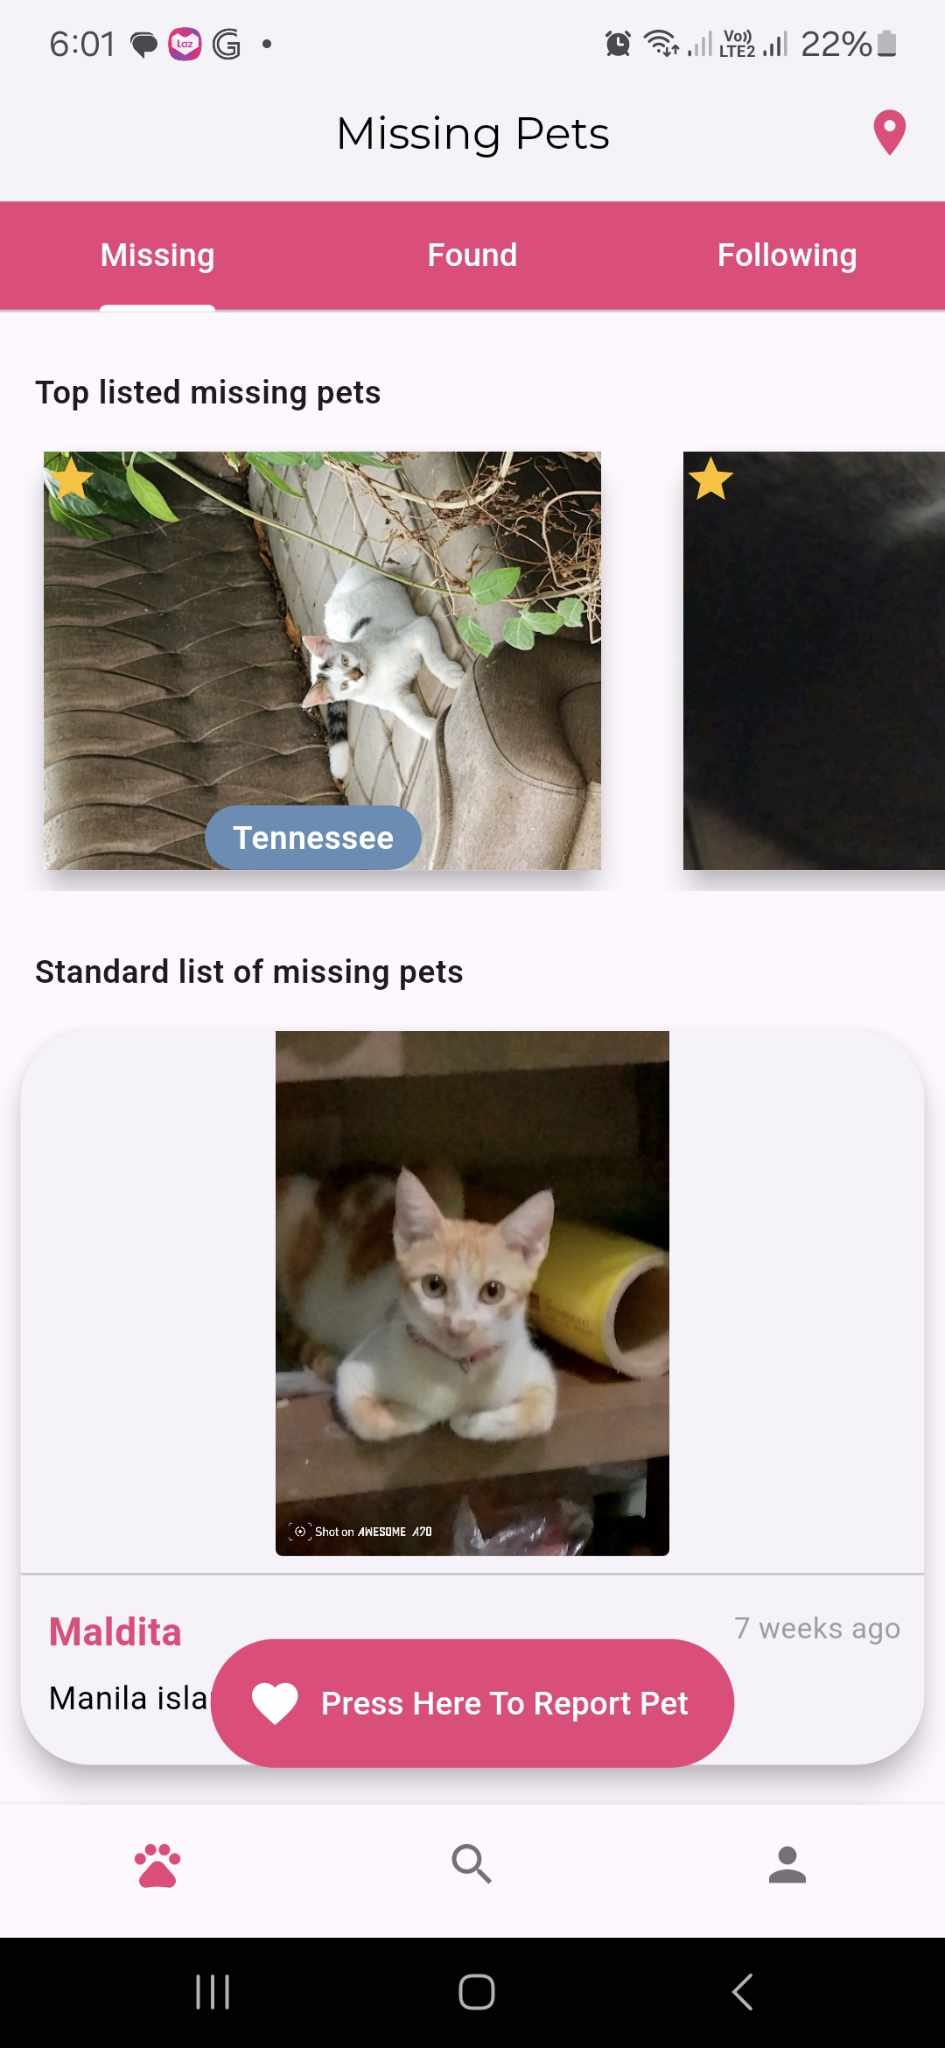 6:01
Laz
Vo))
LTE2
22%
Missing Pets
Missing Found Following
Top listed missing pets
Tennessee
Standard list of missing pets
Shot on AWESOME A70
Maldita
7 weeks ago
Manila isla
Press Here To Report Pet